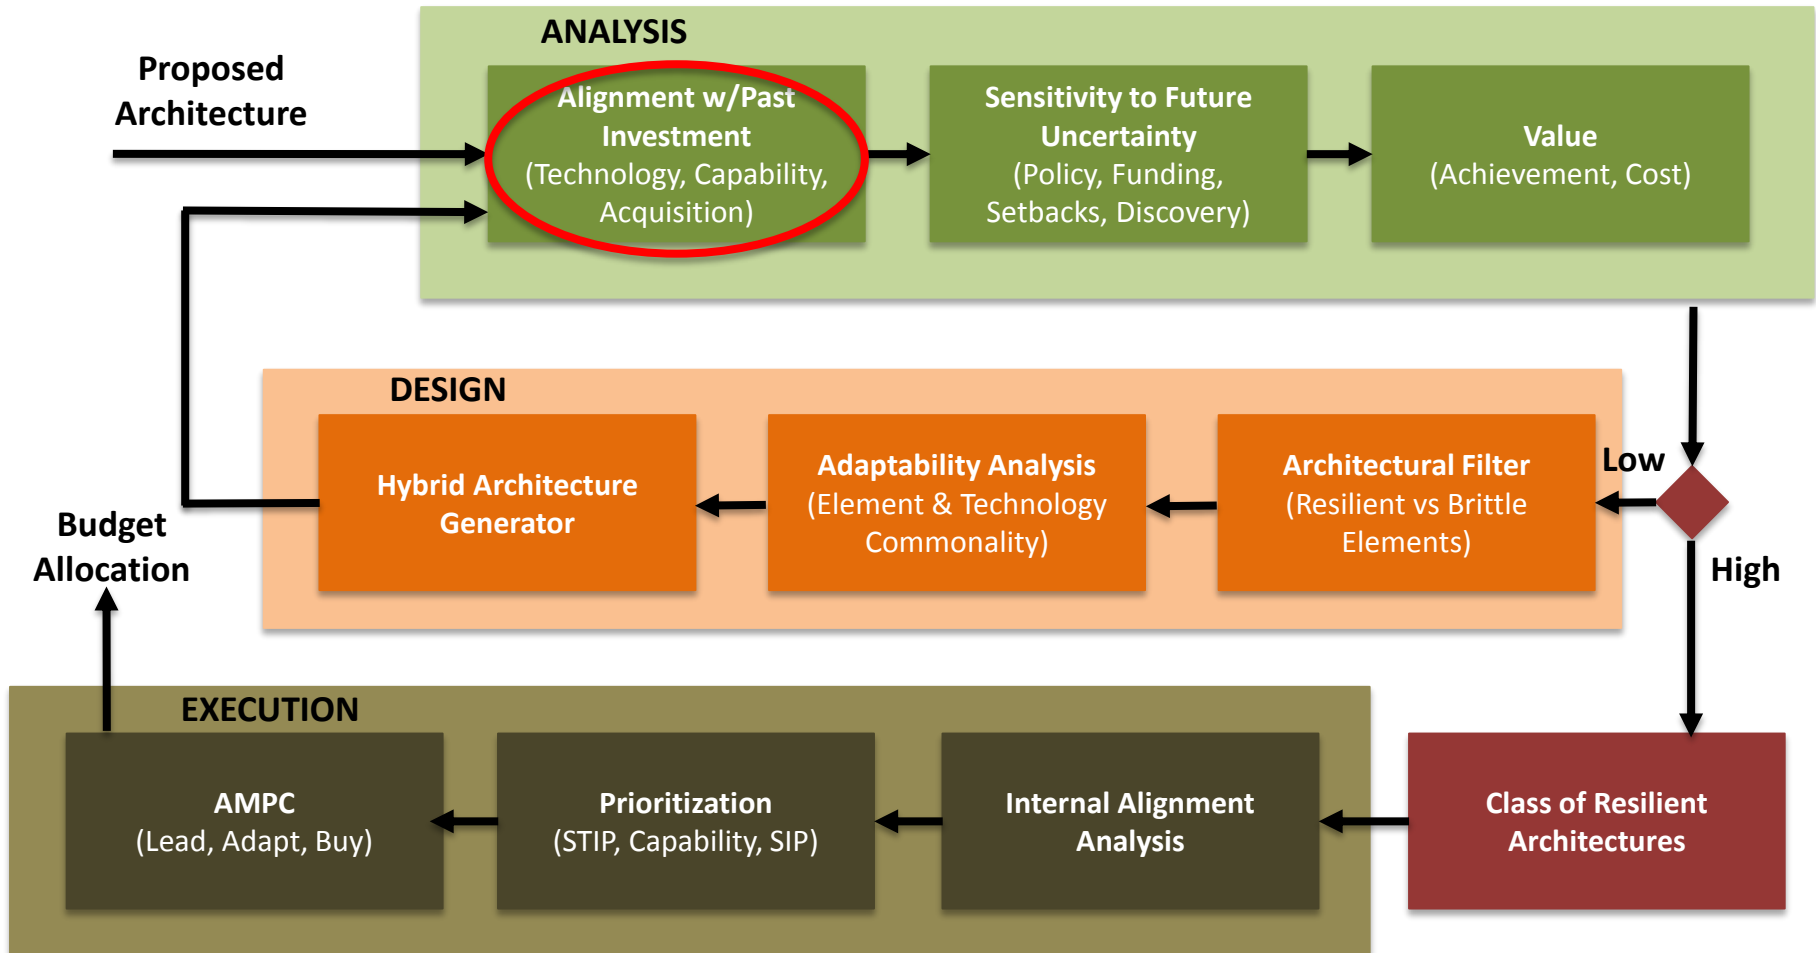 ANALYSIS
Proposed
Architecture
Alignment w/Past
Investment
(Technology, Capability,
Acquisition)
Sensitivity to Future
Uncertainty
(Policy, Funding,
Setbacks, Discovery)
Value
(Achievement, Cost)
DESIGN
Hybrid Architecture
Generator
Adaptability Analysis
(Element & Technology
Commonality)
Architectural Filter
(Resilient vs Brittle
Elements)
Low
High
Budget
Allocation
EXECUTION
AMPC
(Lead, Adapt, Buy)
Prioritization
(STIP, Capability, SIP)
Internal Alignment
Analysis
Class of Resilient
Architectures